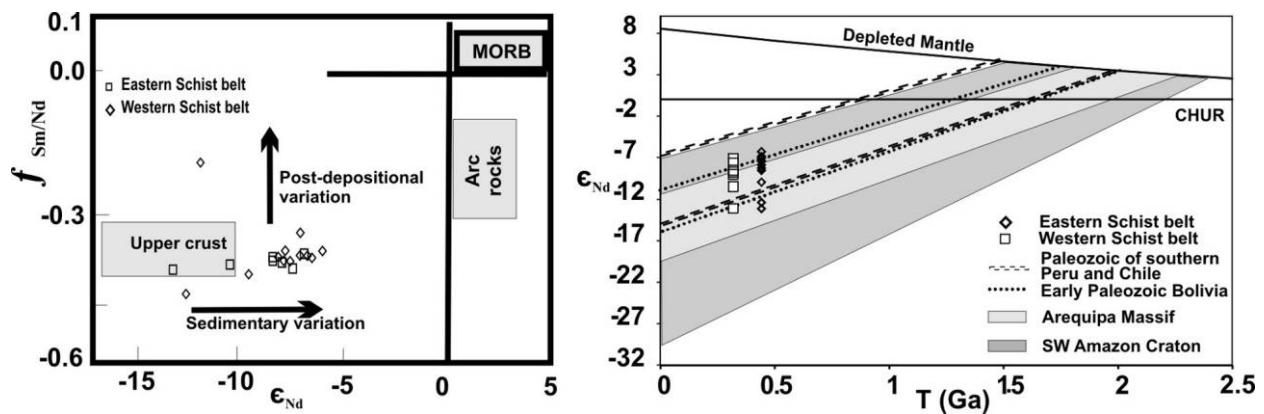 0.1
0.0
-0.3
-0.6
f Sm/Nd
Eastern Schist belt
Western Schist belt
MORB
Arc
rocks
Post-depositional
variation
Upper crust
Sedimentary variation
-15
-10
-5
0
5
ϵNd
8
3
-2
-7
-12
-17
-22
-27
-32
ϵNd
Depleted Mantle
CHUR
Eastern Schist belt
Western Schist belt
Paleozoic of southern
Peru and Chile
Early Paleozoic Bolivia
Arequipa Massif
SW Amazon Craton
0
0.5
1
1.5
2
2.5
T (Ga)